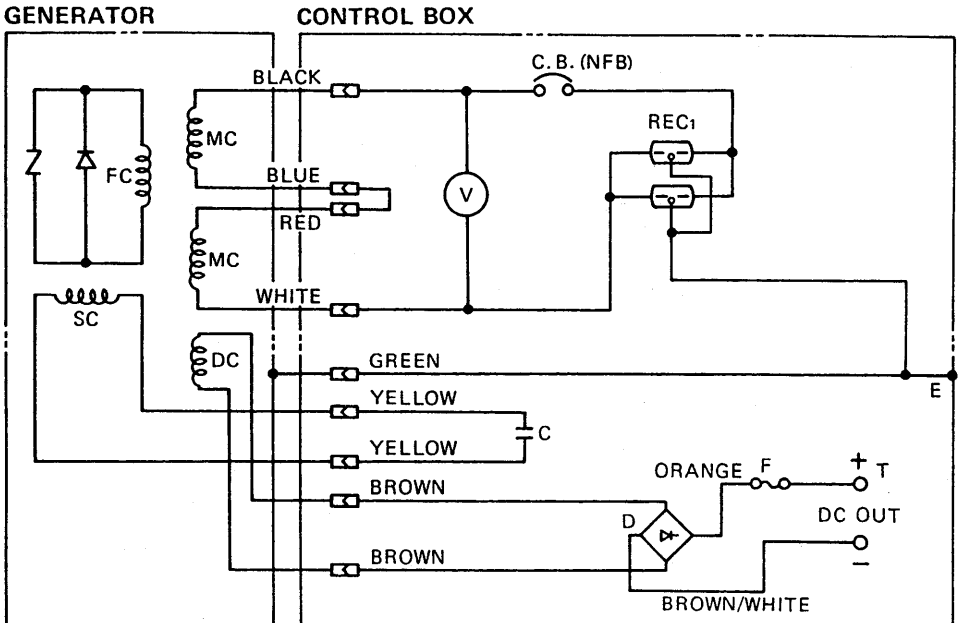 GENERATOR
CONTROL BOX
C.B. (NFB)
BLACK
REC1
MC
FC
BLUE
V
RED
MC
WHITE
SC
DC
GREEN
E
YELLOW
C
YELLOW
ORANGE F
+ T
BROWN
D
DC OUT
BROWN
−
BROWN/WHITE